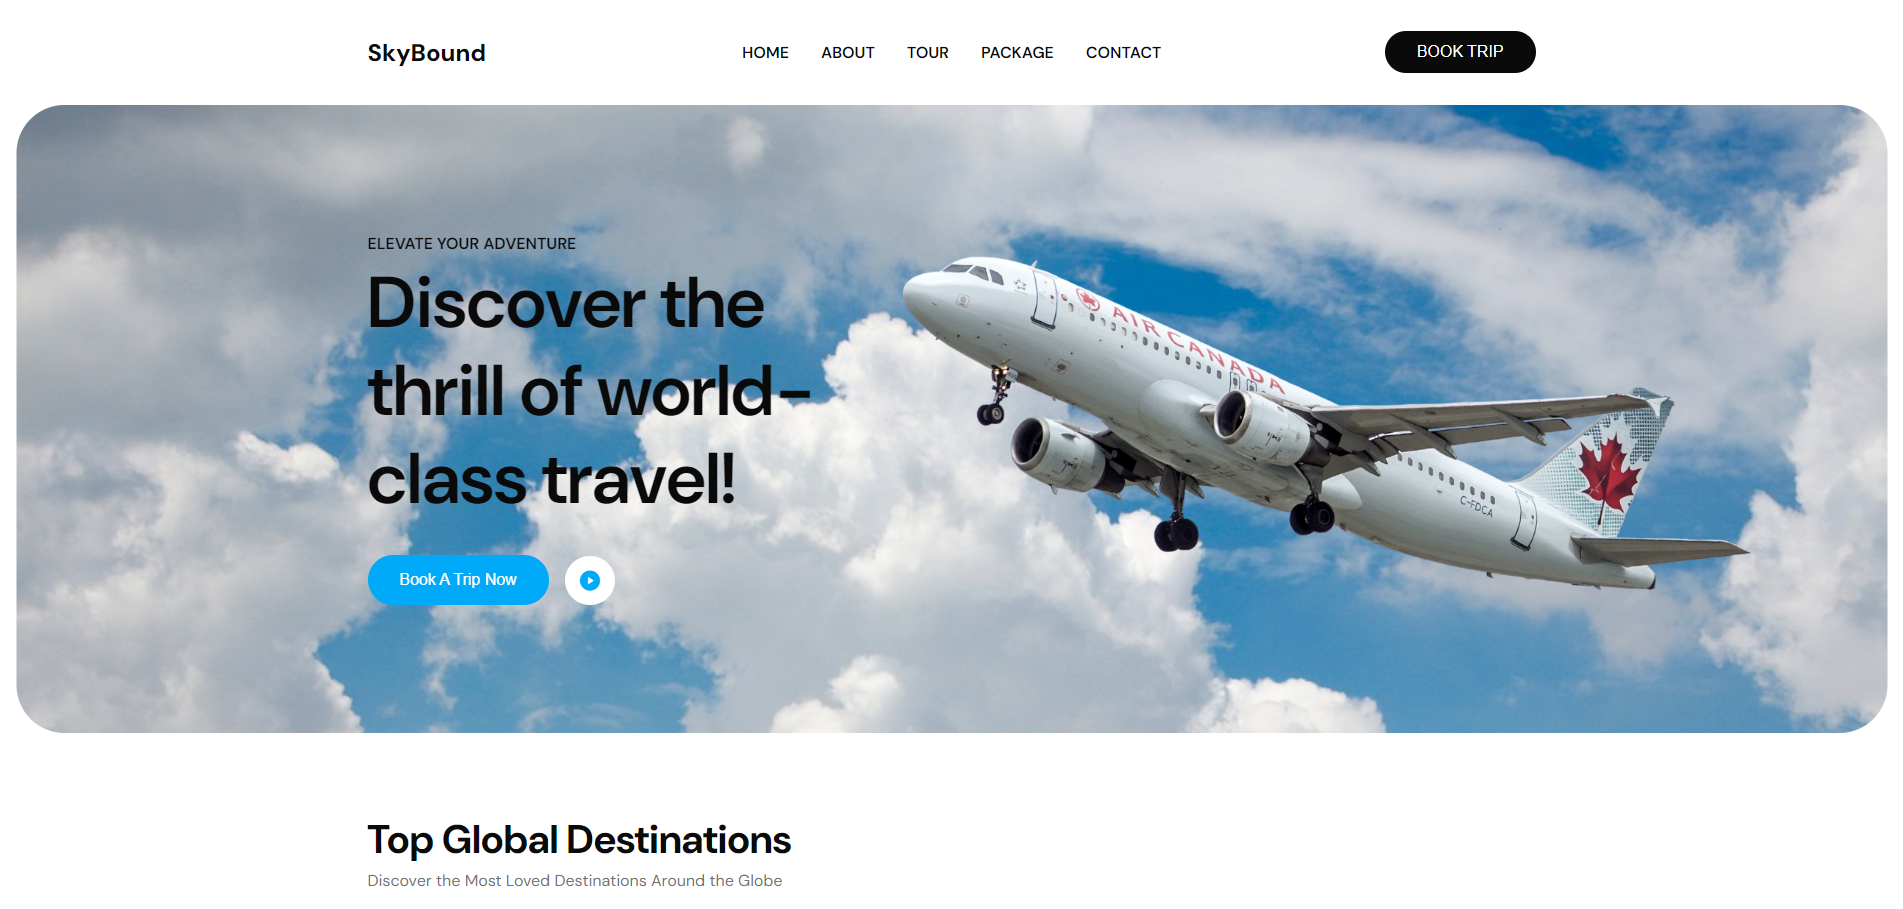 SkyBound
HOME ABOUT TOUR PACKAGE CONTACT
BOOK TRIP
ELEVATE YOUR ADVENTURE
Discover the
thrill of world-
class travel!
AIR CANADA
C-FDCA
Book A Trip Now
Top Global Destinations
Discover the Most Loved Destinations Around the Globe